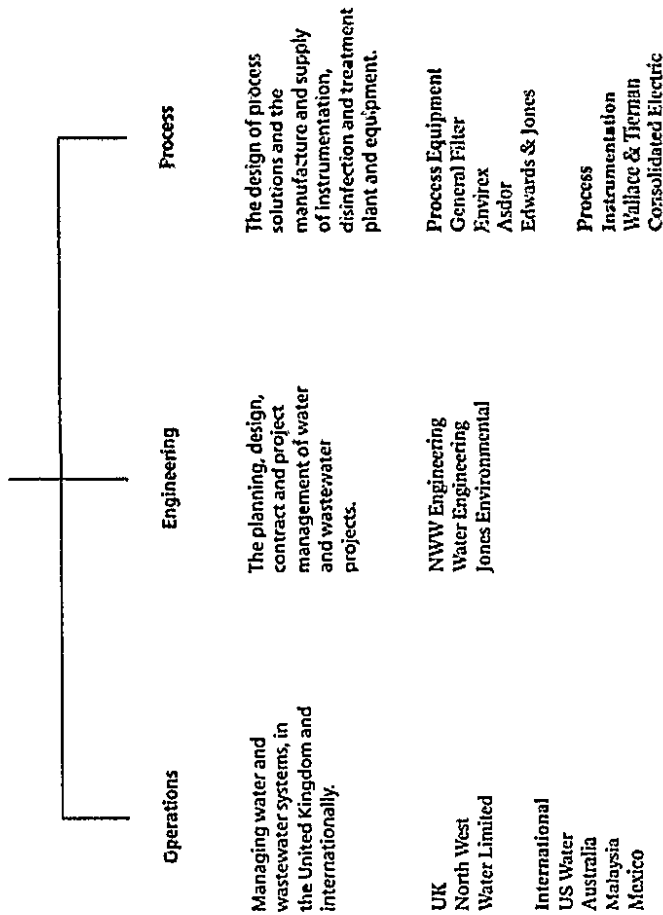 Operations
Managing water and
wastewater systems, in
the United Kingdom and
internationally.
UK
North West
Water Limited
International
US Water
Australia
Malaysia
Mexico
Engineering
The planning, design,
contract and project
management of water
and wastewater
projects.
NWW Engineering
Water Engineering
Jones Environmental
Process
The design of process
solutions and the
manufacture and supply
of instrumentation,
disinfection and treatment
plant and equipment.
Process Equipment
General Filter
Envirex
Asdor
Edwards & Jones
Process
Instrumentation
Wallace & Tiernan
Consolidated Electric